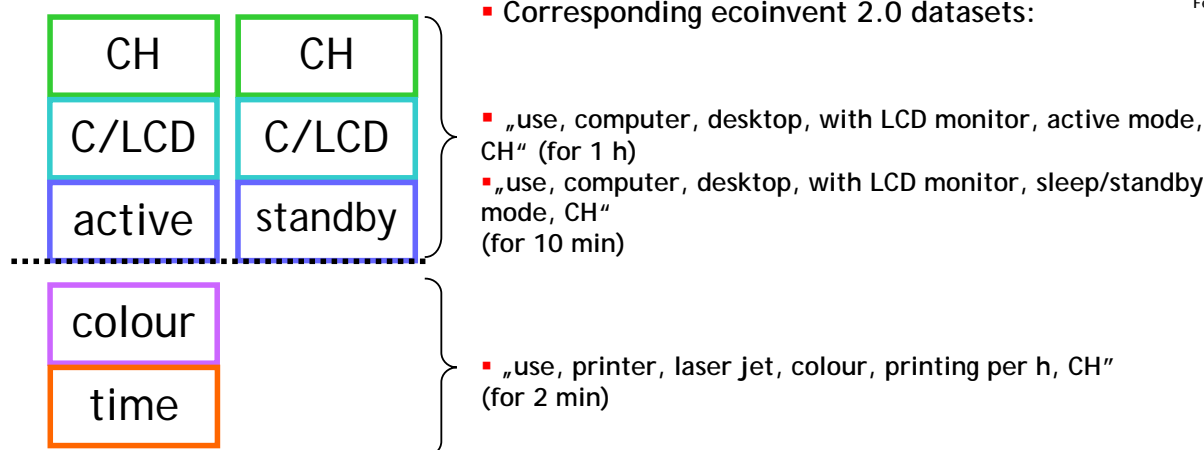 CH CH
C/LCD C/LCD
active standby
colour
time
▪ Corresponding ecoinvent 2.0 datasets:
▪ „use, computer, desktop, with LCD monitor, active mode,
CH“ (for 1 h)
▪„use, computer, desktop, with LCD monitor, sleep/standby
mode, CH“
(for 10 min)
▪ „use, printer, laser jet, colour, printing per h, CH”
(for 2 min)